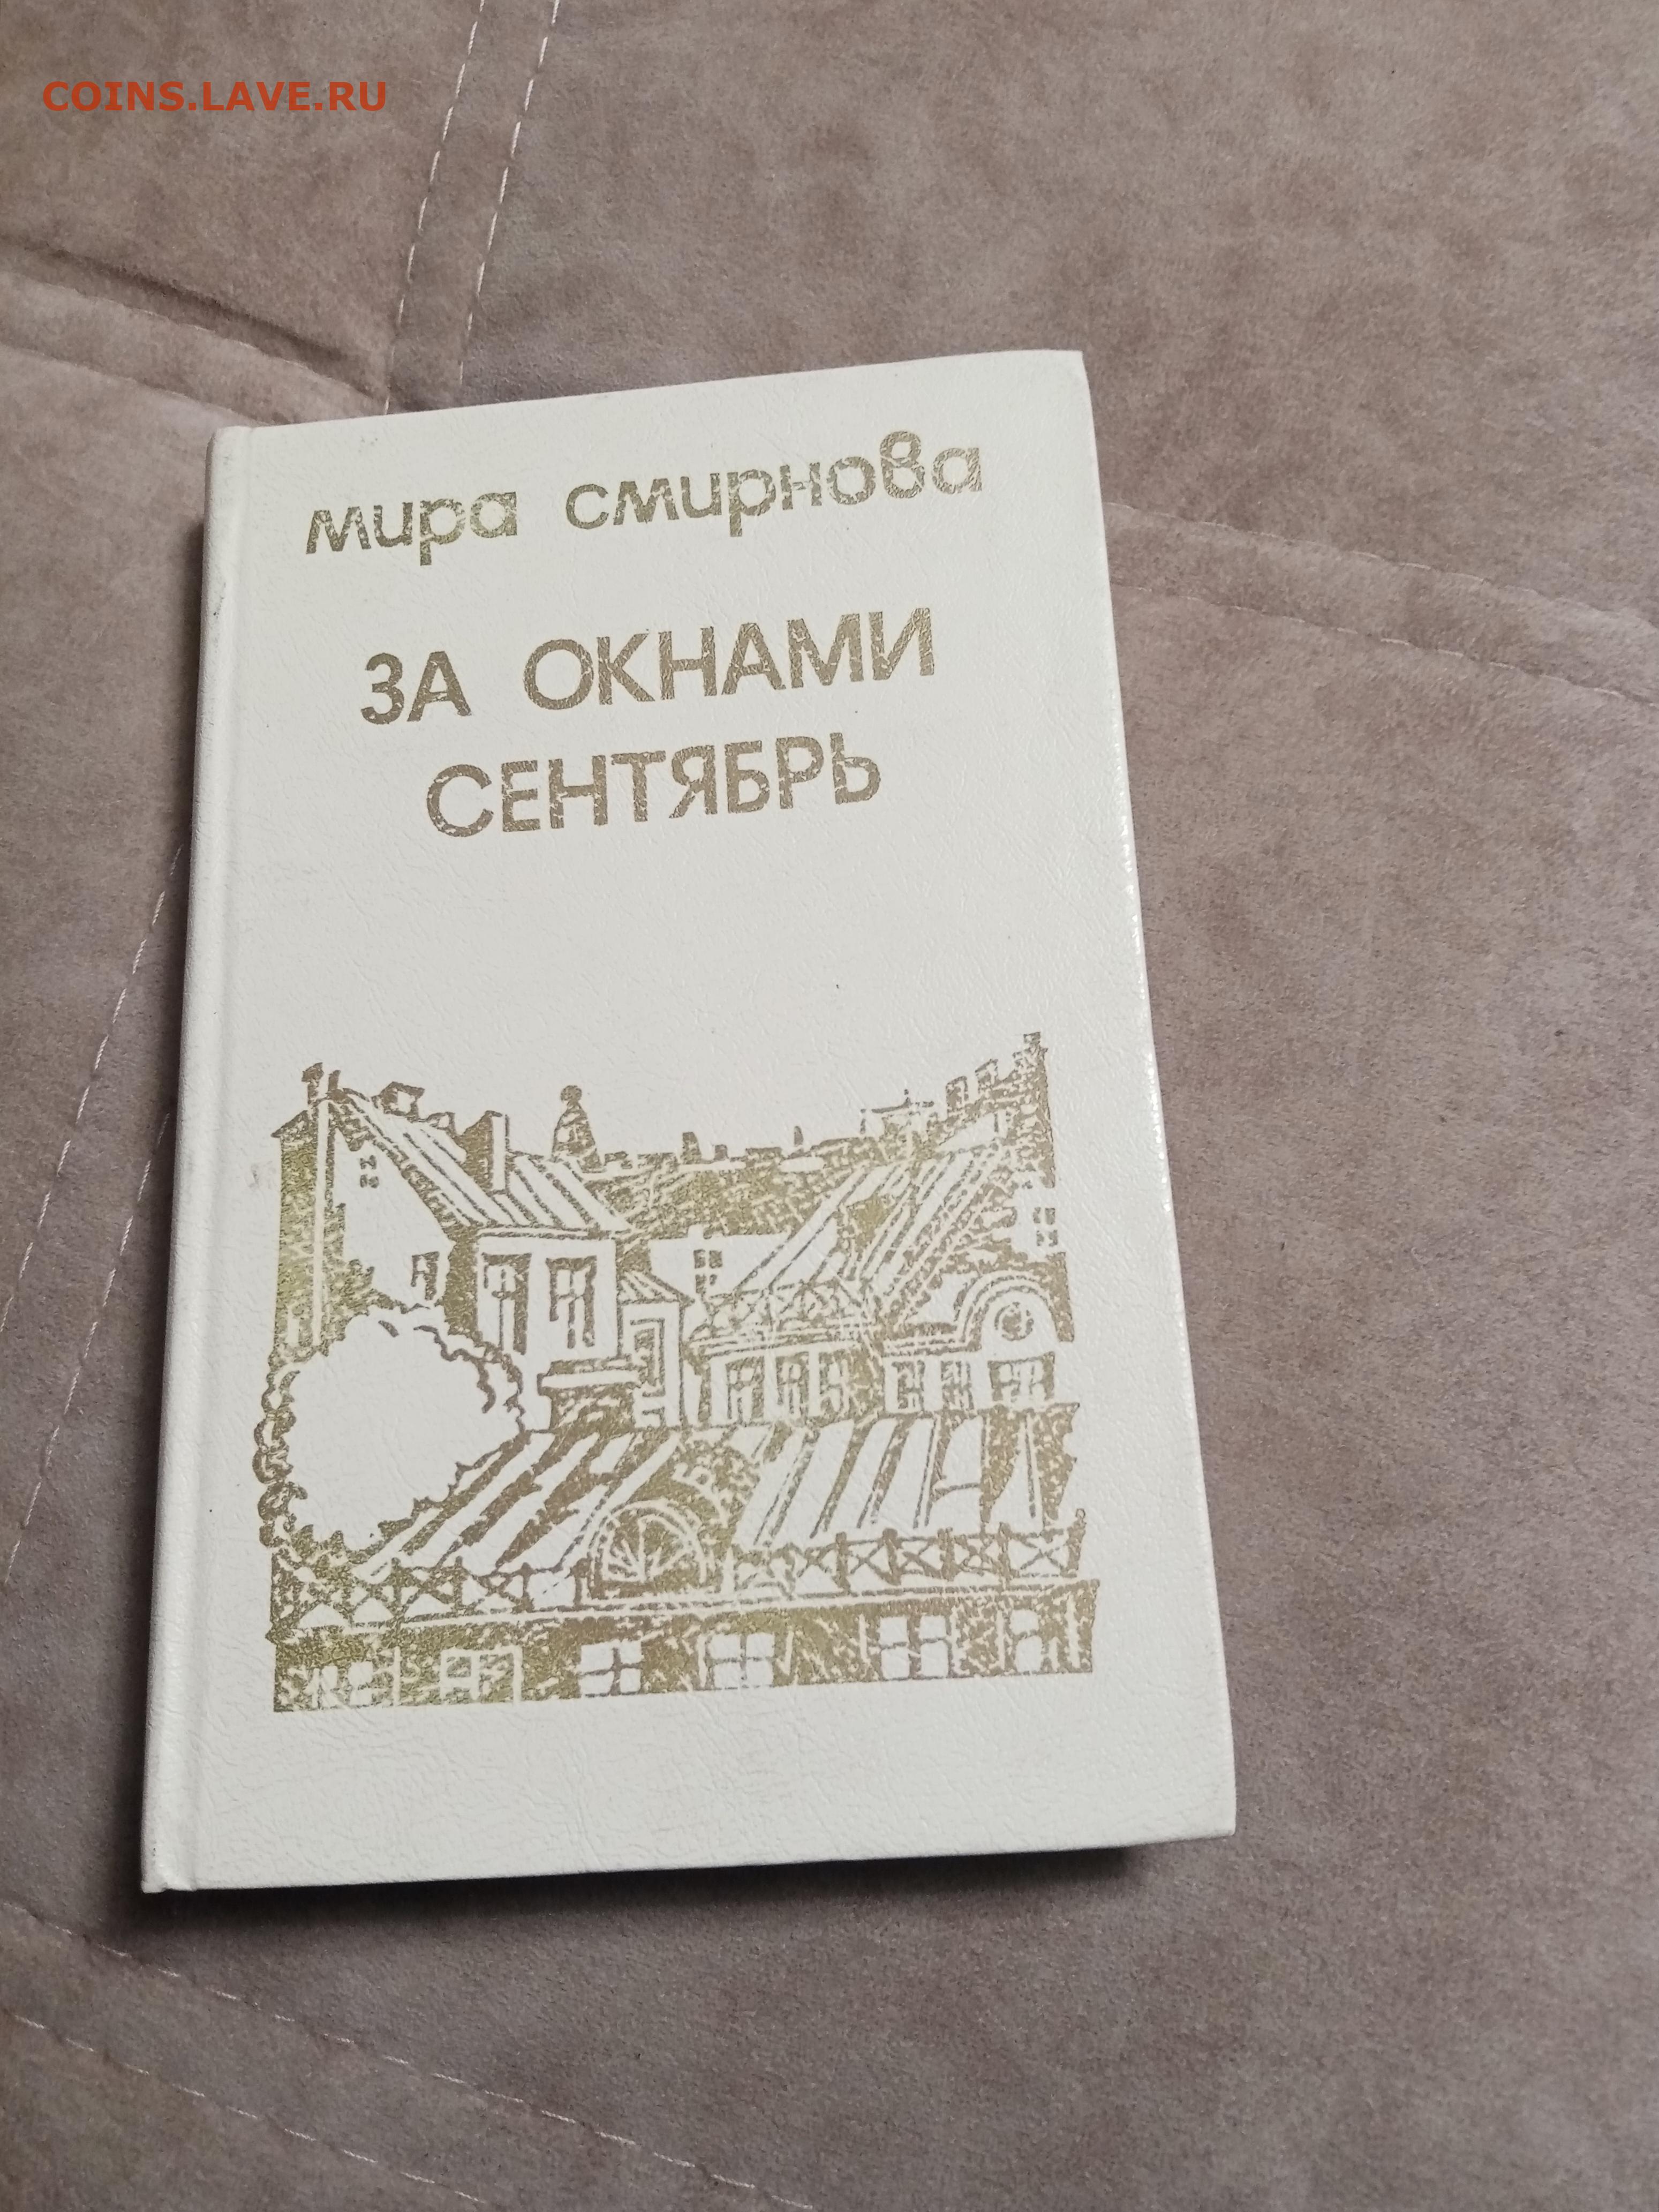 COINS.LAVE.RU
мира смирнова
ЗА ОКНАМИ
СЕНТЯБРЬ